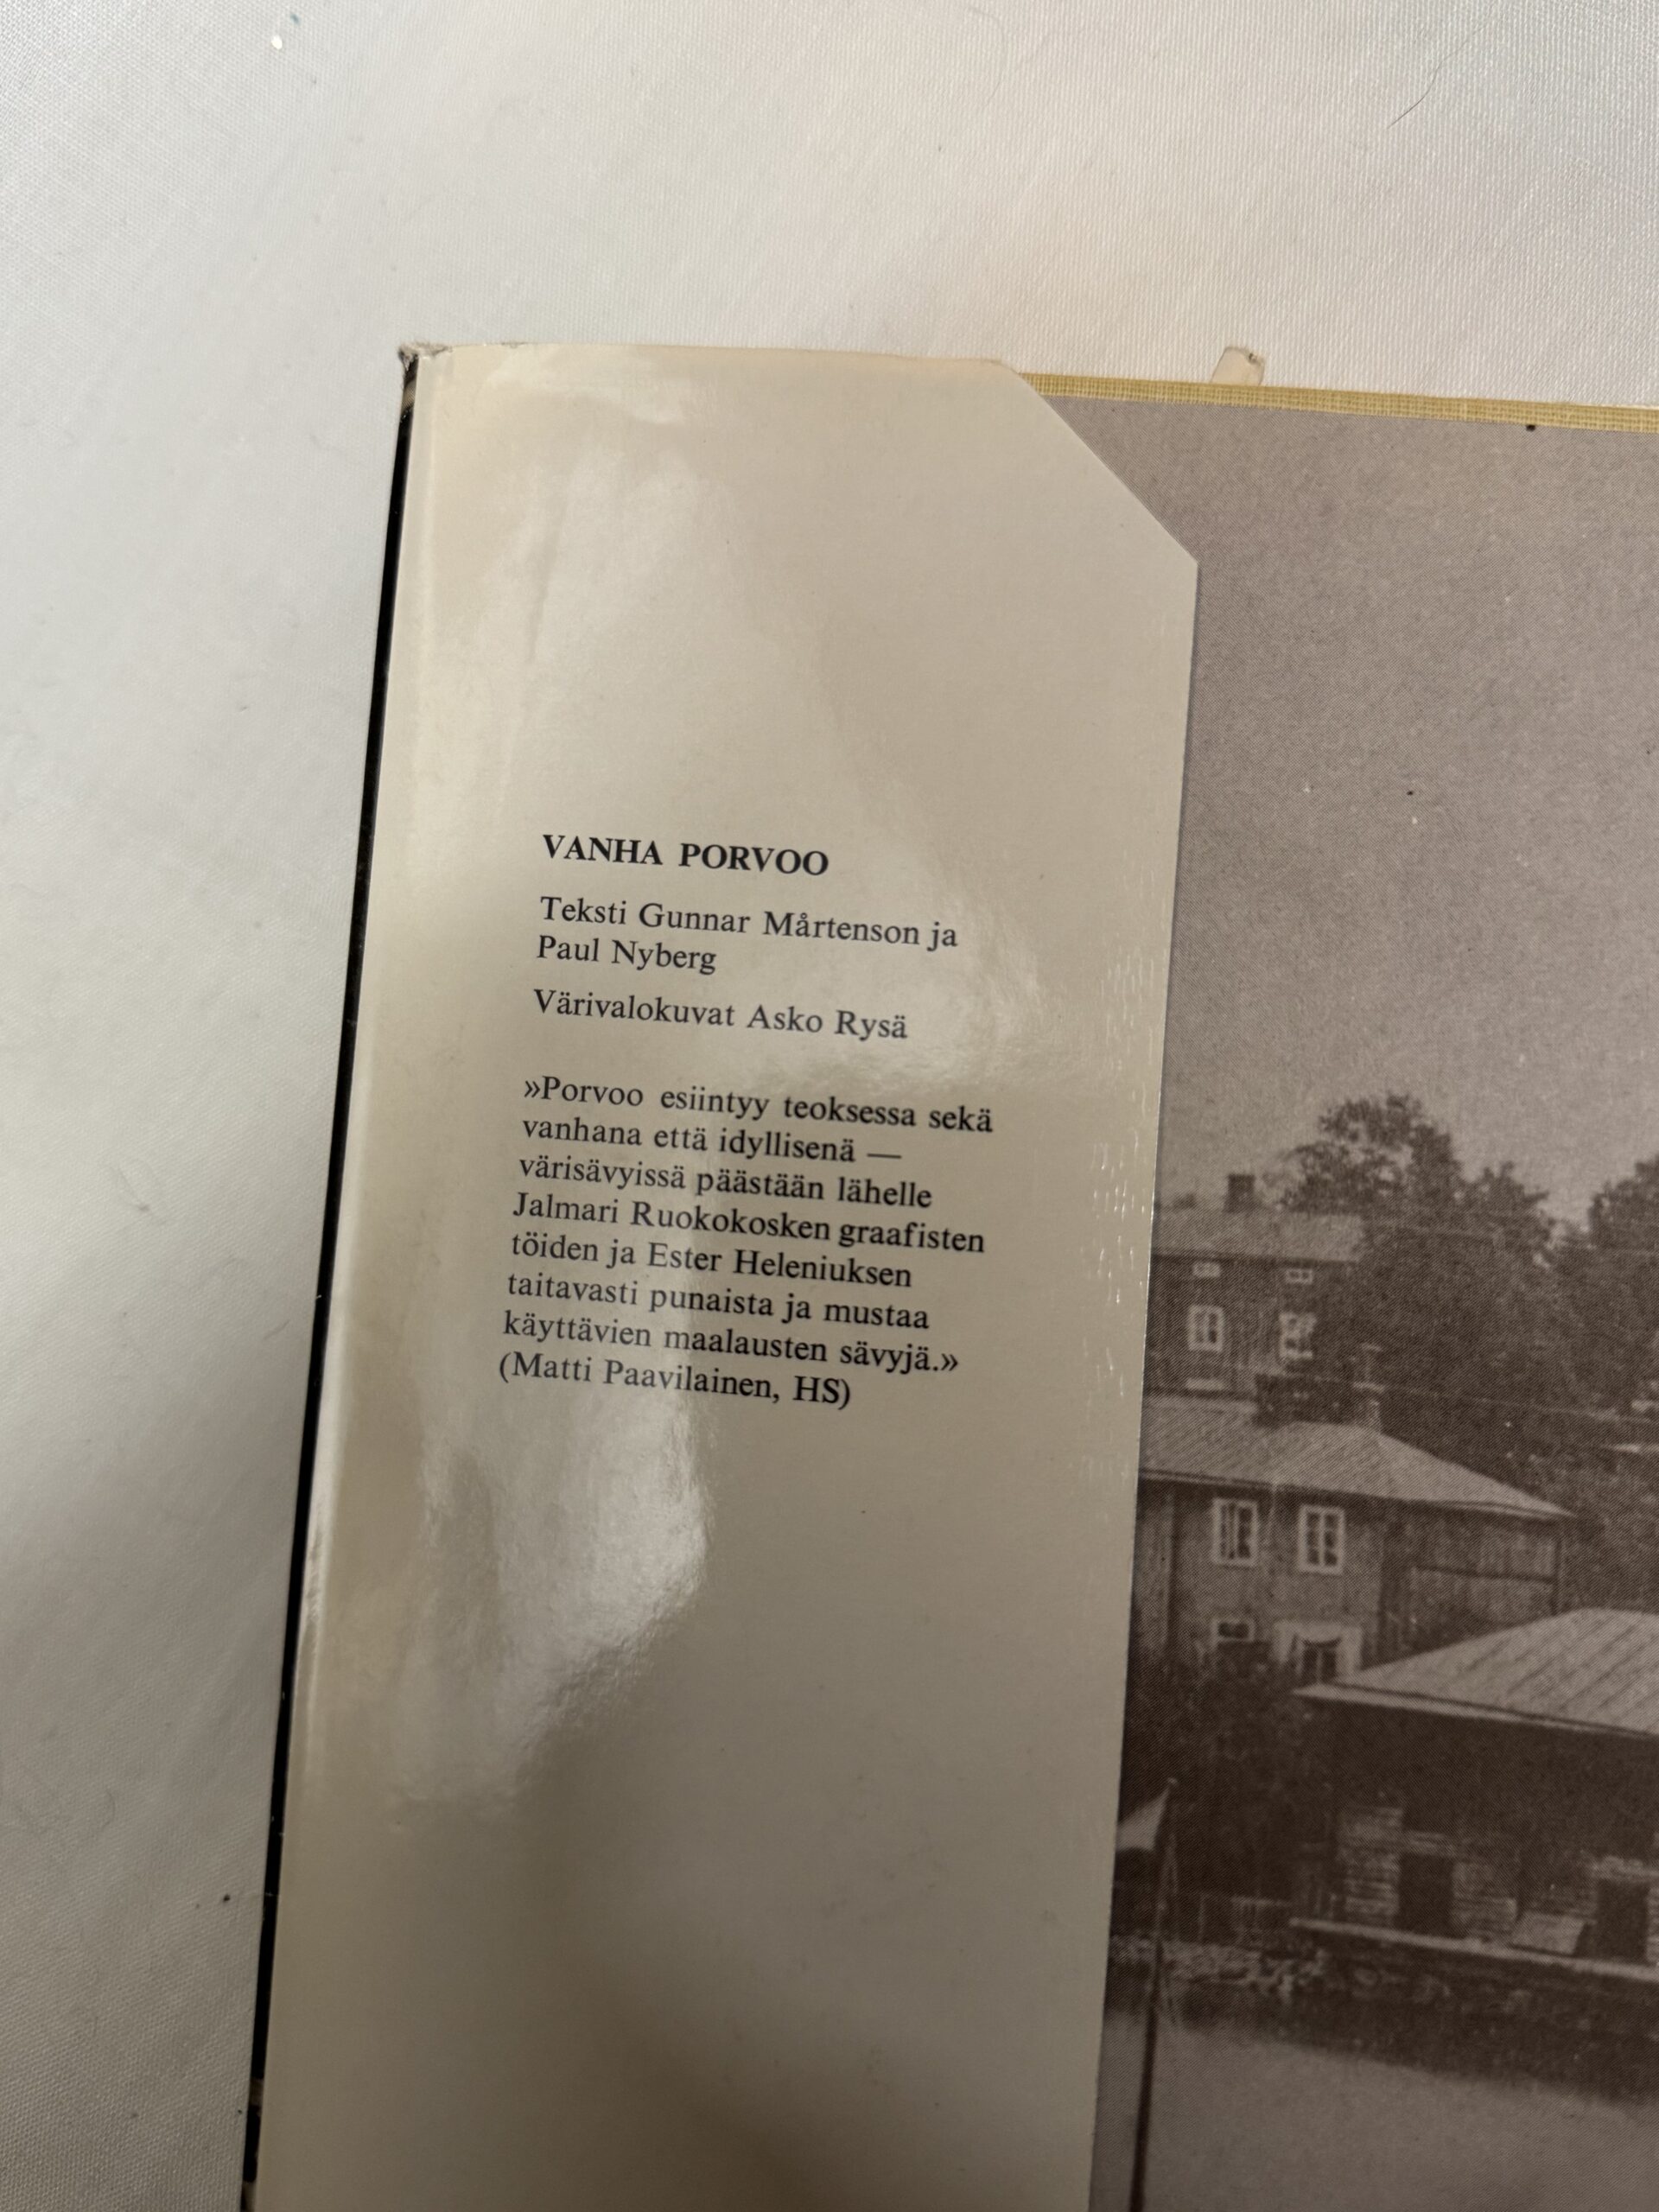 VANHA PORVOO
Teksti Gunnar Mårtenson ja
Paul Nyberg
Värivalokuvat Asko Rysä
»Porvoo esiintyy teoksessa sekä
vanhana että idyllisenä —
värisävyissä päästään lähelle
Jalmari Ruokokosken graafisten
töiden ja Ester Heleniuksen
taitavasti punaista ja mustaa
käyttävien maalausten sävyjä.»
(Matti Paavilainen, HS)